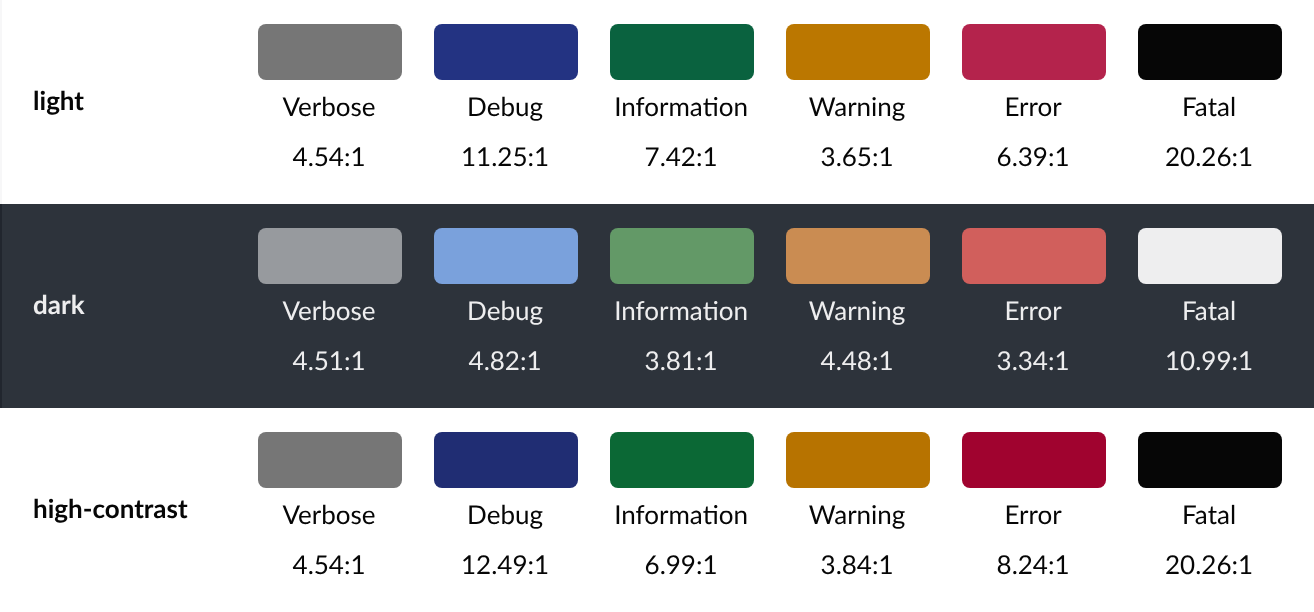 light
Verbose Debug Information Warning Error Fatal
4.54:1 11.25:1 7.42:1 3.65:1 6.39:1 20.26:1
dark
Verbose Debug Information Warning Error Fatal
4.51:1 4.82:1 3.81:1 4.48:1 3.34:1 10.99:1
high-contrast
Verbose Debug Information Warning Error Fatal
4.54:1 12.49:1 6.99:1 3.84:1 8.24:1 20.26:1